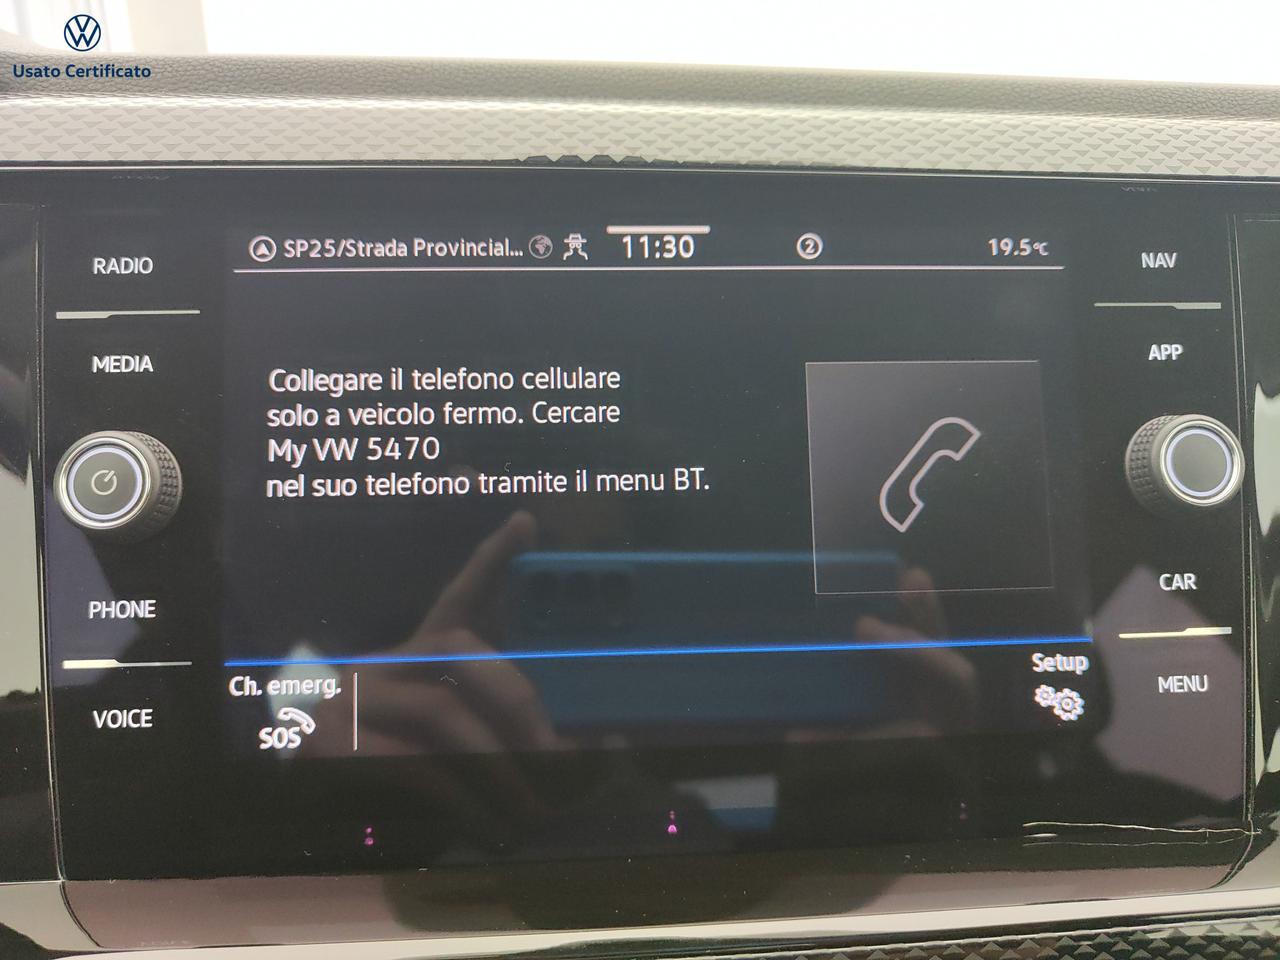 Usato Certificato
RADIO
MEDIA
PHONE
VOICE
SP25/Strada Provincial... 11:30 2 19.5°C
Collegare il telefono cellulare
solo a veicolo fermo. Cercare
My VW 5470
nel suo telefono tramite il menu BT.
Ch. emerg.
SOS
Setup
NAV
APP
CAR
MENU